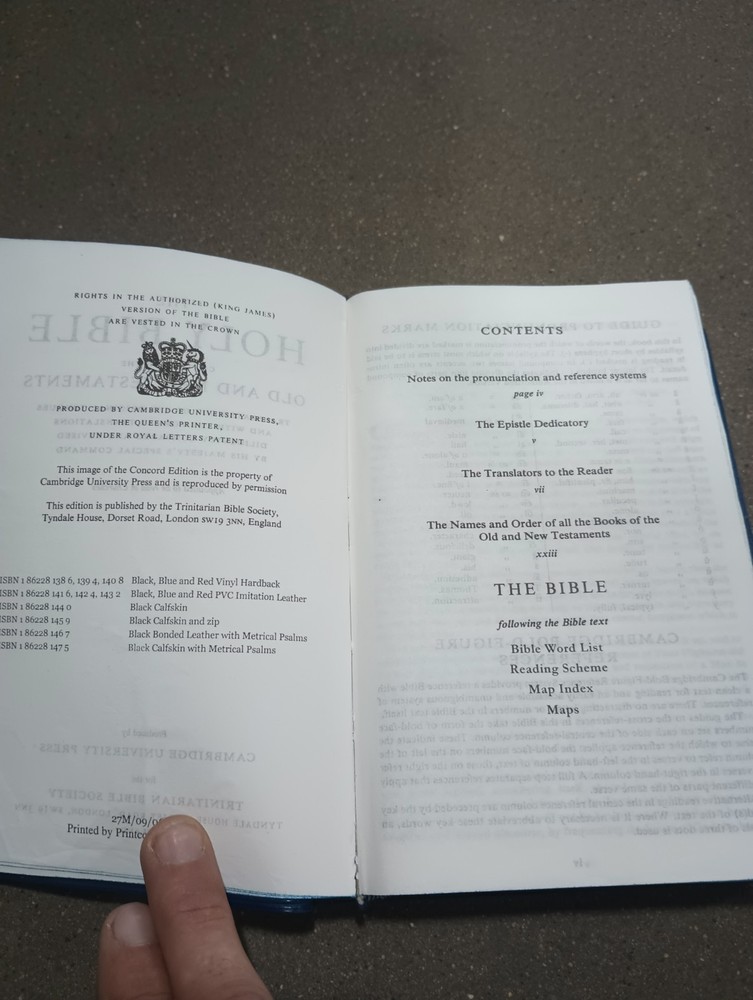 RIGHTS IN THE AUTHORIZED (KING JAMES)
VERSION OF THE BIBLE
ARE VESTED IN THE CROWN
PRODUCED BY CAMBRIDGE UNIVERSITY PRESS,
THE QUEEN'S PRINTER,
UNDER ROYAL LETTERS PATENT
This image of the Concord Edition is the property of
Cambridge University Press and is reproduced by permission
This edition is published by the Trinitarian Bible Society,
Tyndale House, Dorset Road, London SW19 3NN, England
ISBN 1 86228 138 6, 139 4, 140 8 Black, Blue and Red Vinyl Hardback
ISBN 1 86228 141 6, 142 4, 143 2 Black, Blue and Red PVC Imitation Leather
ISBN 1 86228 144 0 Black Calfskin
ISBN 1 86228 145 9 Black Calfskin and zip
ISBN 1 86228 146 7 Black Bonded Leather with Metrical Psalms
ISBN 1 86228 147 5 Black Calfskin with Metrical Psalms
27M/09/
Printed by
CONTENTS
Notes on the pronunciation and reference systems
page iv
The Epistle Dedicatory
v
The Translators to the Reader
vii
The Names and Order of all the Books of the
Old and New Testaments
xxiii
THE BIBLE
following the Bible text
Bible Word List
Reading Scheme
Map Index
Maps